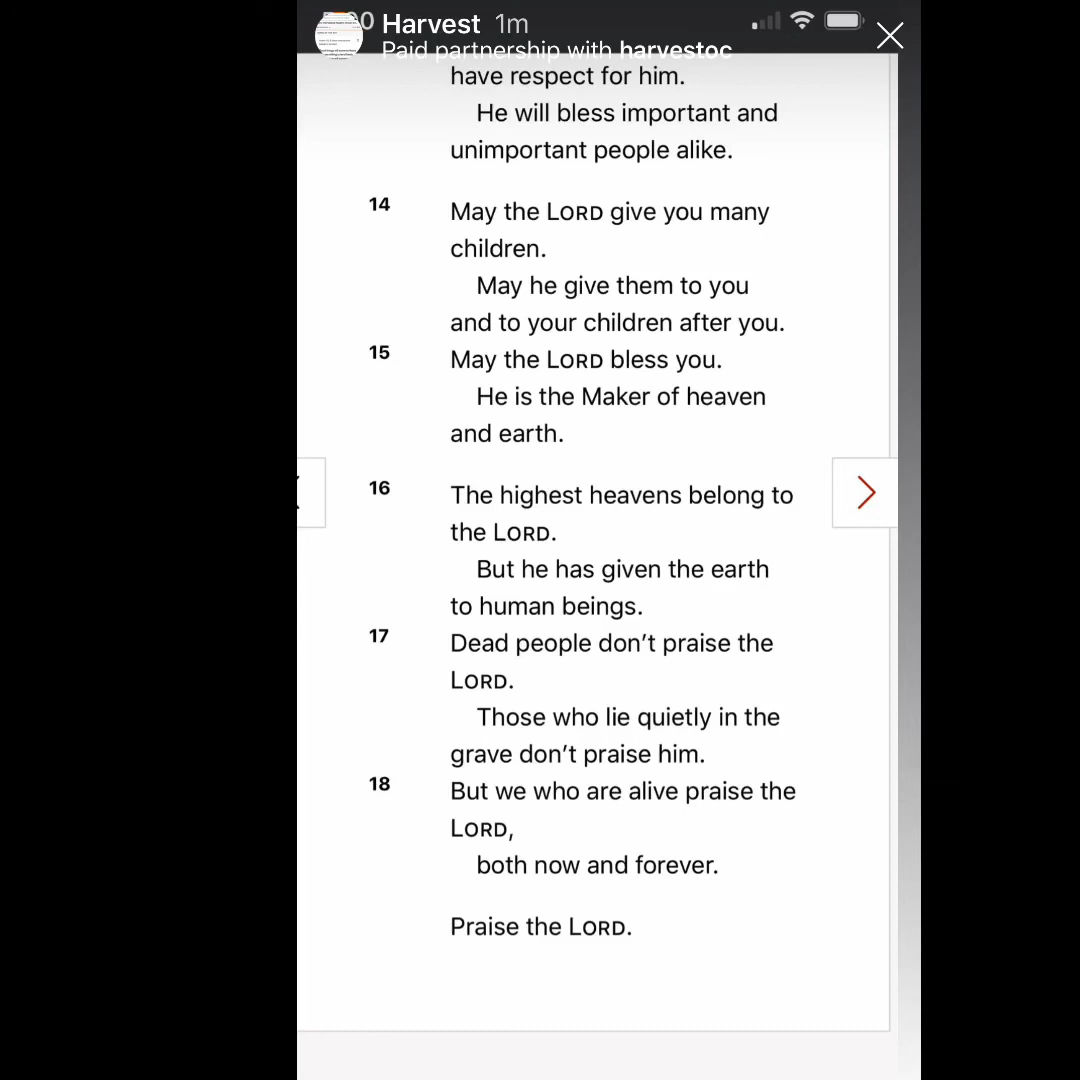 Harvest 1m
Paid partnership with harvestoc
have respect for him.
He will bless important and
unimportant people alike.
14 May the LORD give you many
children.
May he give them to you
and to your children after you.
15 May the LORD bless you.
He is the Maker of heaven
and earth.
16 The highest heavens belong to
the LORD.
But he has given the earth
to human beings.
17 Dead people don’t praise the
LORD.
Those who lie quietly in the
grave don’t praise him.
18 But we who are alive praise the
LORD,
both now and forever.
Praise the LORD.